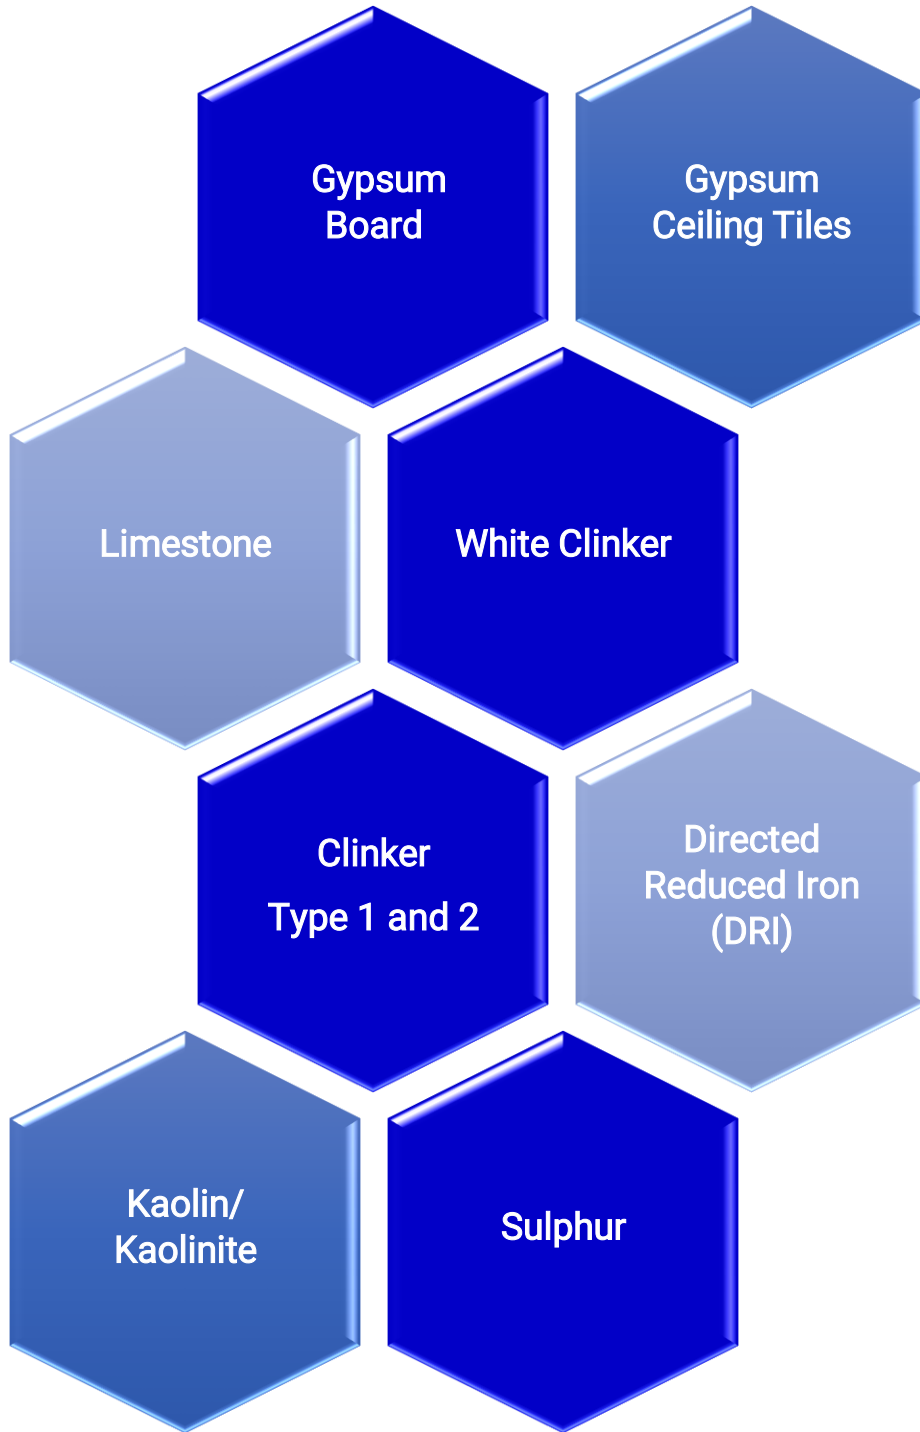 Gypsum
Board
Gypsum
Ceiling Tiles
Limestone
White Clinker
Clinker
Type 1 and 2
Directed
Reduced Iron
(DRI)
Kaolin/
Kaolinite
Sulphur